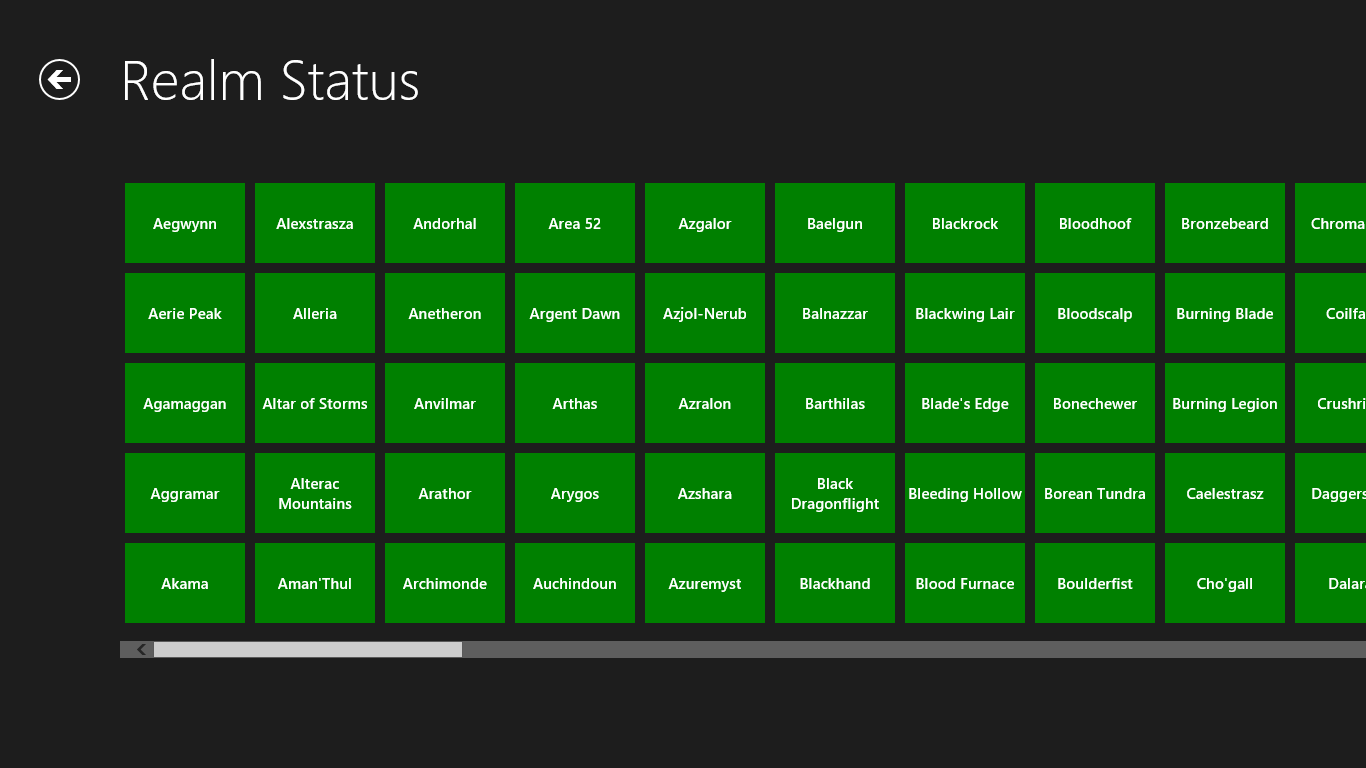 Realm Status
Aegwynn
Alexstrasza
Andorhal
Area 52
Azgalor
Baelgun
Blackrock
Bloodhoof
Bronzebeard
Chroma
Aerie Peak
Alleria
Anetheron
Argent Dawn
Azjol-Nerub
Balnazzar
Blackwing Lair
Bloodscalp
Burning Blade
Coilfa
Agamaggan
Altar of Storms
Anvilmar
Arthas
Azralon
Barthilas
Blade's Edge
Bonechewer
Burning Legion
Crushri
Aggramar
Alterac
Mountains
Arathor
Arygos
Azshara
Black
Dragonflight
Bleeding Hollow
Borean Tundra
Caelestrasz
Daggers
Akama
Aman'Thul
Archimonde
Auchindoun
Azuremyst
Blackhand
Blood Furnace
Boulderfist
Cho'gall
Dalara